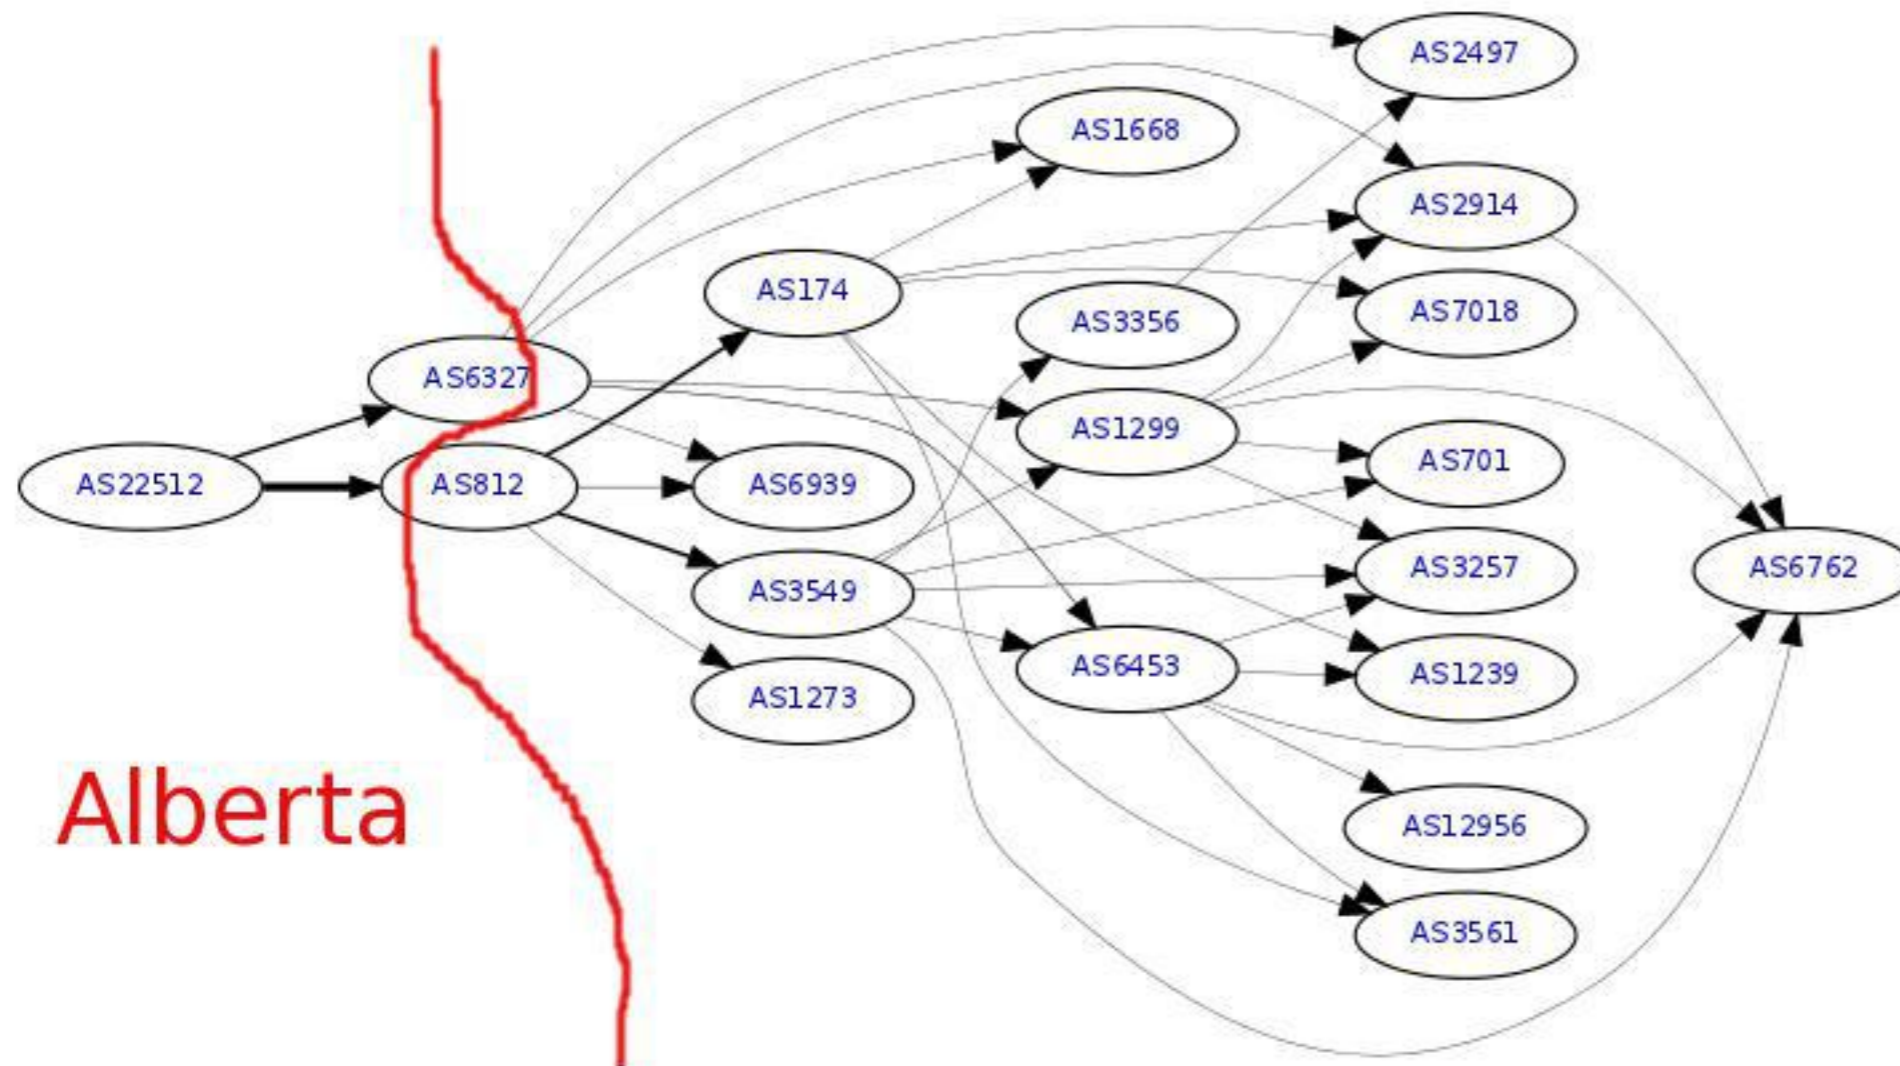 AS2497
AS1668
AS2914
AS174
AS7018
AS3356
AS6327
AS1299
AS701
AS22512
AS812
AS6939
AS3257
AS6762
AS3549
AS6453
AS1239
AS1273
Alberta
AS12956
AS3561